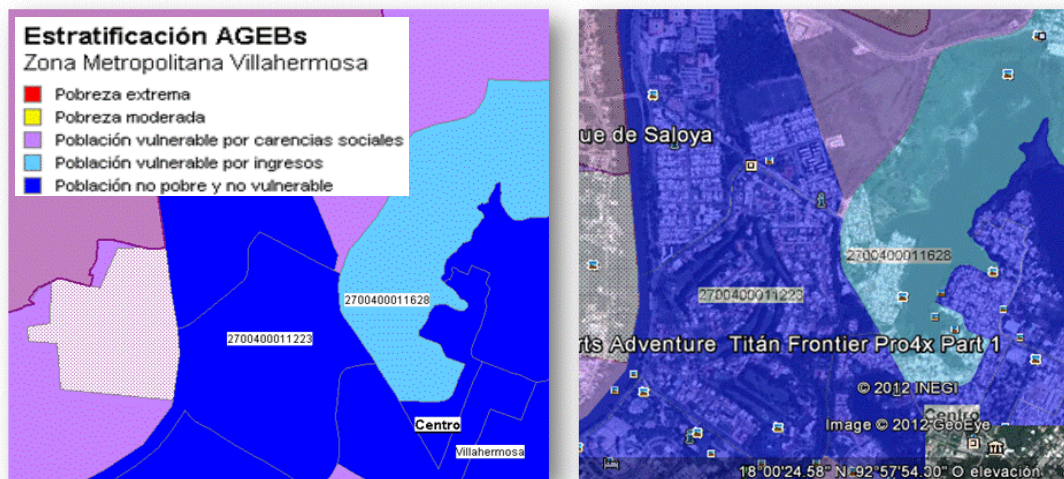 Estratificación AGEBs
Zona Metropolitana Villahermosa
Pobreza extrema
Pobreza moderada
Población vulnerable por carencias sociales
Población vulnerable por ingresos
Población no pobre y no vulnerable
2700400011628
2700400011223
Centro
Villahermosa
ue de Saloya
2700400011628
2700400011223
rts Adventure Titán Frontier Pro4x Part 1
© 2012 INEGI
Centro
Image © 2012 GeoEye
18°00'24.58" N 92°57'54.00" O elevación